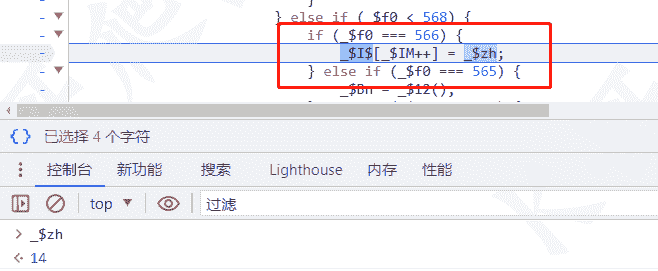 }
} else if ( _$f0 < 568) {
if (_$f0 === 566) {
_$I$[_$IM++] = _$zh;
} else if (_$f0 === 565) {
_$Bn = _$12();
{} 已选择 4 个字符
控制台 新功能 搜索 Lighthouse 内存 性能
top ▼ 过滤
> _$zh
<· 14